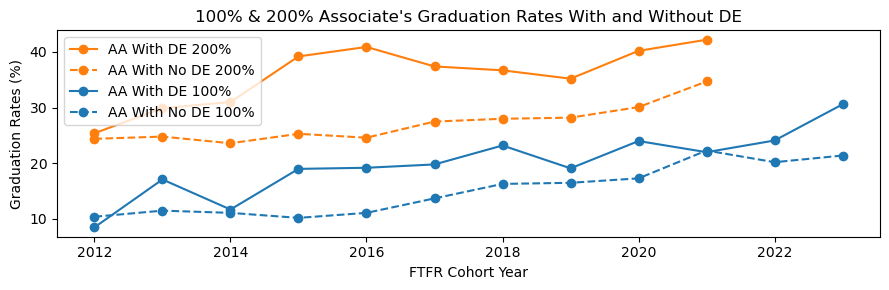 100% & 200% Associate's Graduation Rates With and Without DE
AA With DE 200%
AA With No DE 200%
AA With DE 100%
AA With No DE 100%
Graduation Rates (%)
40
30
20
10
2012
2014
2016
2018
2020
2022
FTFR Cohort Year